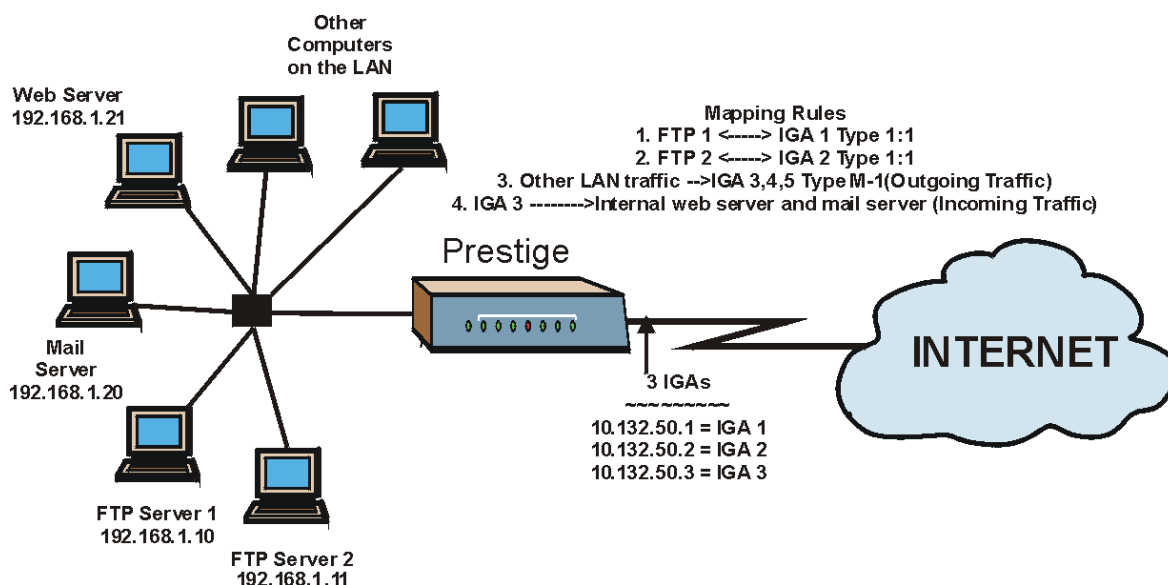 Other
Computers
on the LAN
Web Server
192.168.1.21
Mapping Rules
1. FTP 1 <-----> IGA 1 Type 1:1
2. FTP 2 <-----> IGA 2 Type 1:1
3. Other LAN traffic -->IGA 3,4,5 Type M-1(Outgoing Traffic)
4. IGA 3 -------->Internal web server and mail server (Incoming Traffic)
Prestige
Mail
Server
192.168.1.20
INTERNET
3 IGAs
~~~~~~~~~
10.132.50.1 = IGA 1
10.132.50.2 = IGA 2
10.132.50.3 = IGA 3
FTP Server 1
192.168.1.10
FTP Server 2
192.168.1.11